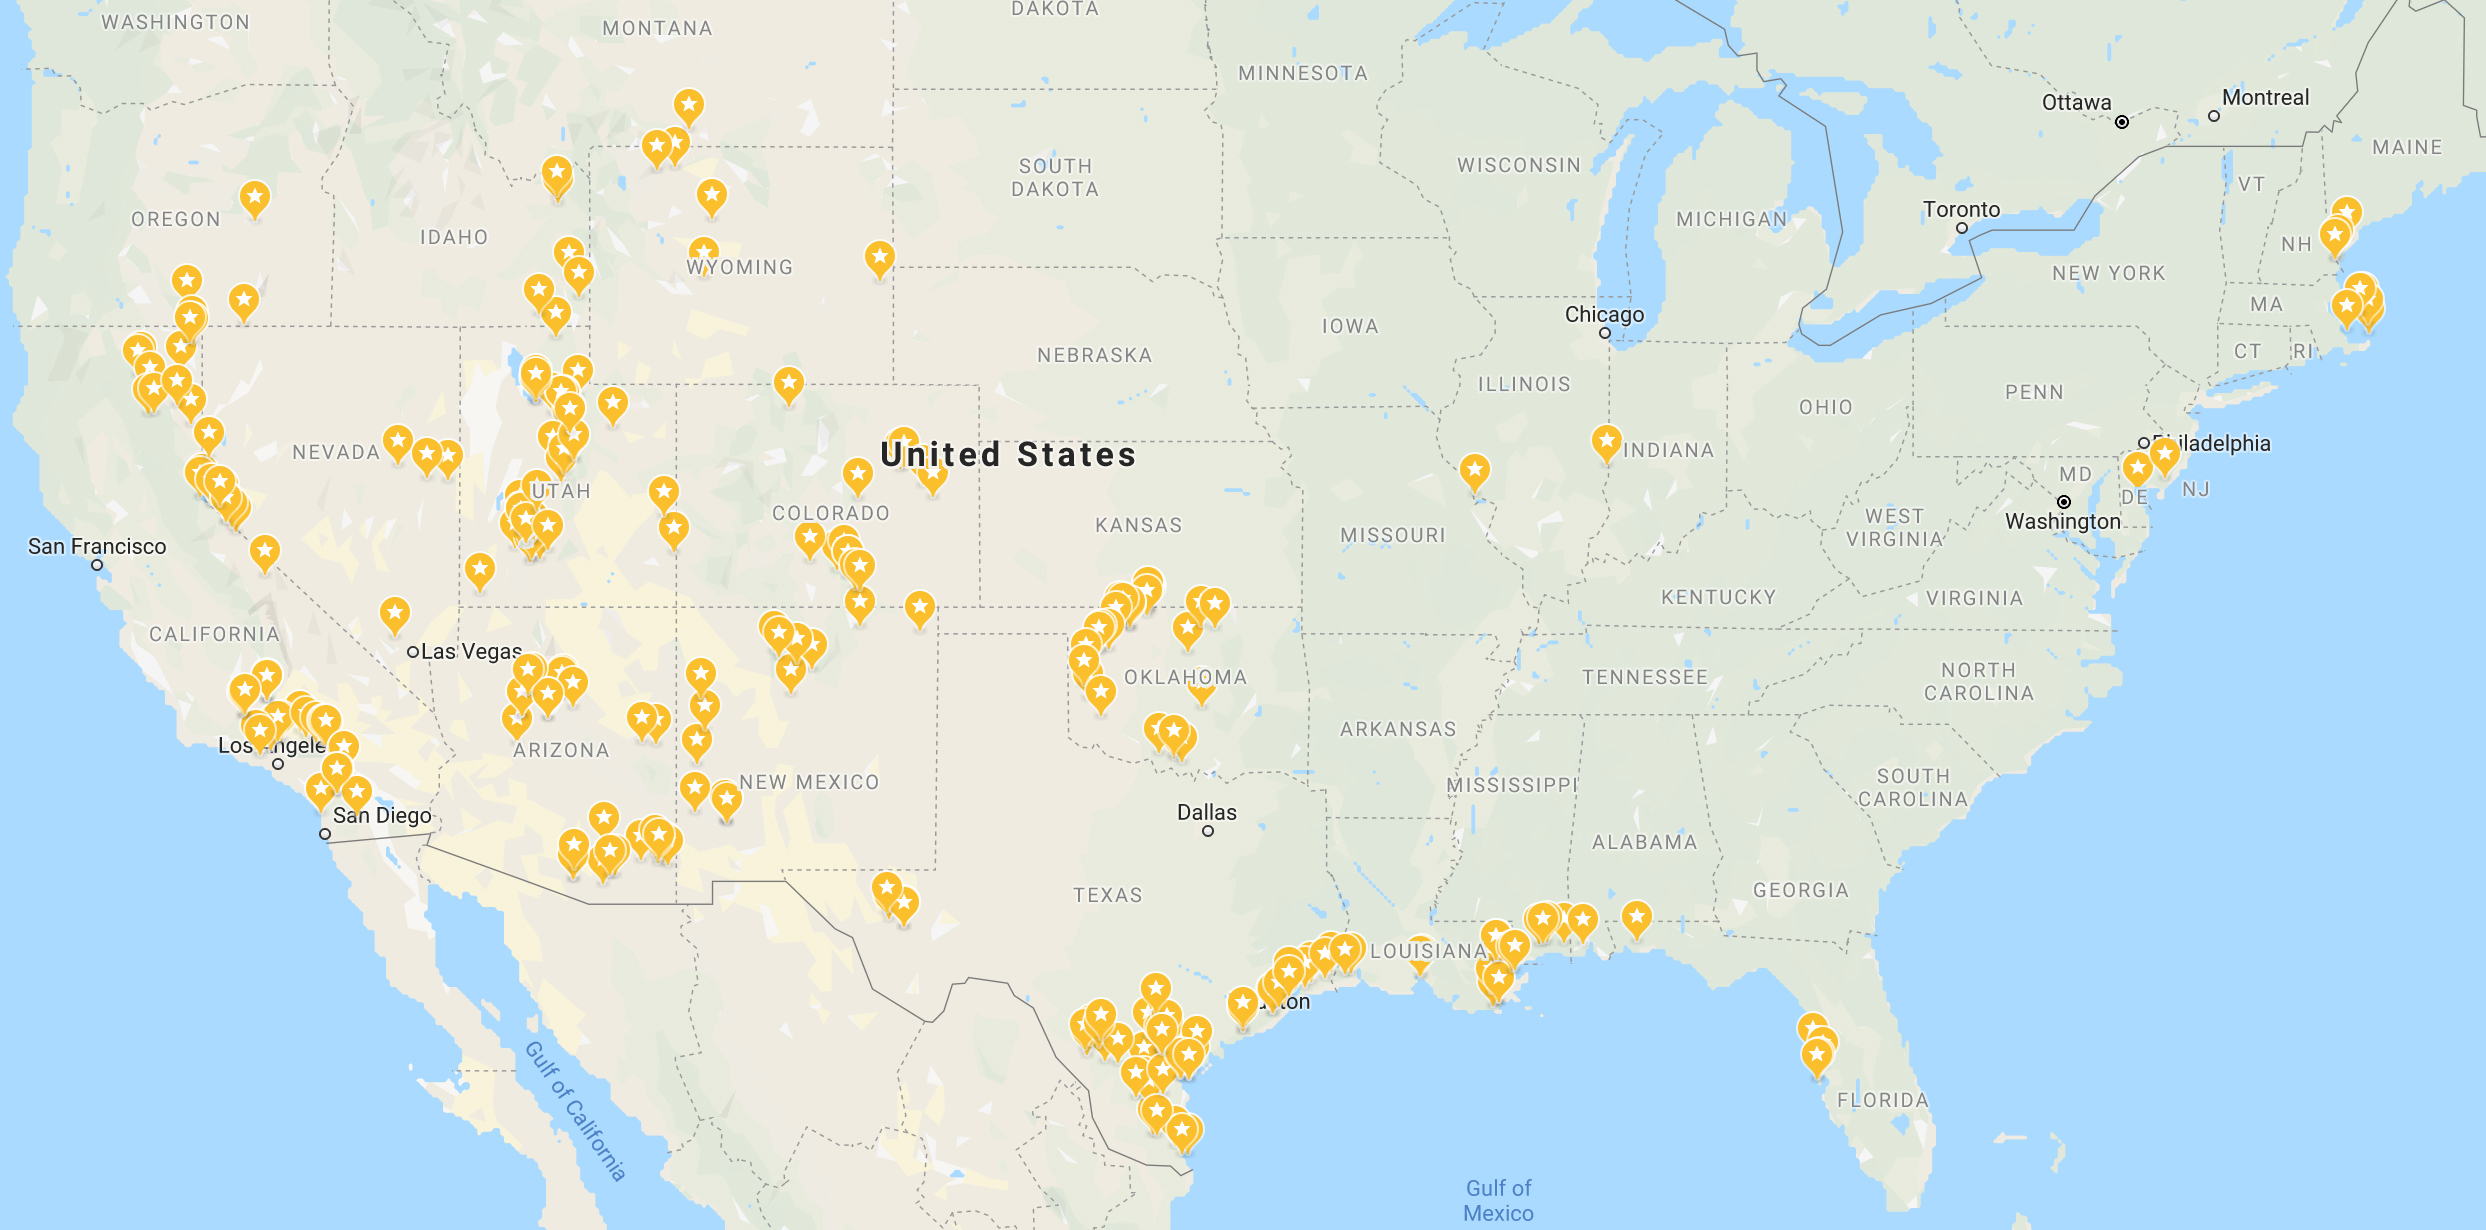 WASHINGTON
MONTANA
DAKOTA
MINNESOTA
Ottawa
Montreal
MAINE
OREGON
IDAHO
SOUTH
DAKOTA
WISCONSIN
MICHIGAN
Toronto
VT
NH
WYOMING
NEW YORK
MA
Chicago
IOWA
NEBRASKA
CT
RI
ILLINOIS
OHIO
PENN
NEVADA
United States
INDIANA
MD
DE
NJ
UTAH
COLORADO
KANSAS
MISSOURI
WEST
VIRGINIA
Washington
San Francisco
KENTUCKY
VIRGINIA
CALIFORNIA
Las Vegas
OKLAHOMA
TENNESSEE
NORTH
CAROLINA
ARIZONA
ARKANSAS
NEW MEXICO
MISSISSIPPI
SOUTH
CAROLINA
San Diego
Dallas
ALABAMA
TEXAS
GEORGIA
LOUISIANA
Gulf of California
FLORIDA
Gulf of
Mexico